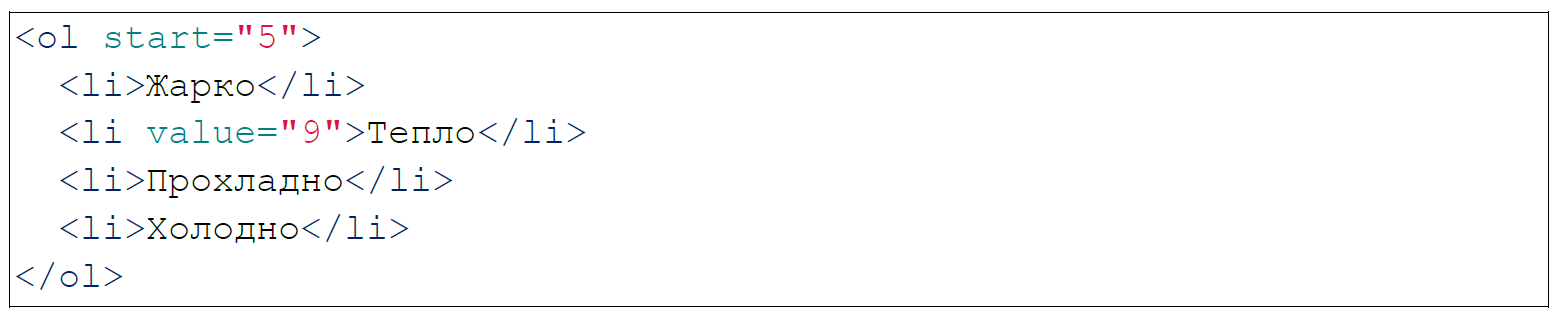 <ol start="5">
<li>Жарко</li>
<li value="9">Тепло</li>
<li>Прохладно</li>
<li>Холодно</li>
</ol>